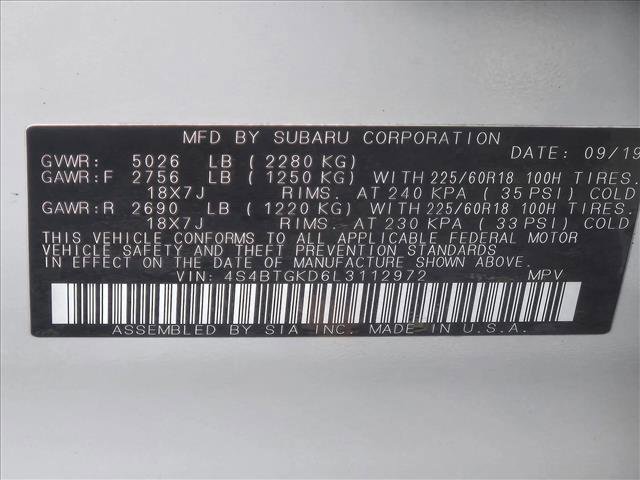 MFD BY SUBARU CORPORATION
DATE: 09/19
GVWR: 5026 LB (2280 KG)
GAWR:F 2756 LB (1250 KG) WITH 225/60R18 100H TIRES.
18X7J RIMS. AT 240 KPA (35 PSI) COLD
GAWR:R 2690 LB (1220 KG) WITH 225/60R18 100H TIRES.
18X7J RIMS. AT 230 KPA (33 PSI) COLD
THIS VEHICLE CONFORMS TO ALL APPLICABLE FEDERAL MOTOR
VEHICLE SAFETY AND THEFT PREVENTION STANDARDS IN
EFFECT ON THE DATE OF MANUFACTURE SHOWN ABOVE.
VIN: 4S4BTGKD6L3112972 MPV
ASSEMBLED BY SIA INC. MADE IN U.S.A.